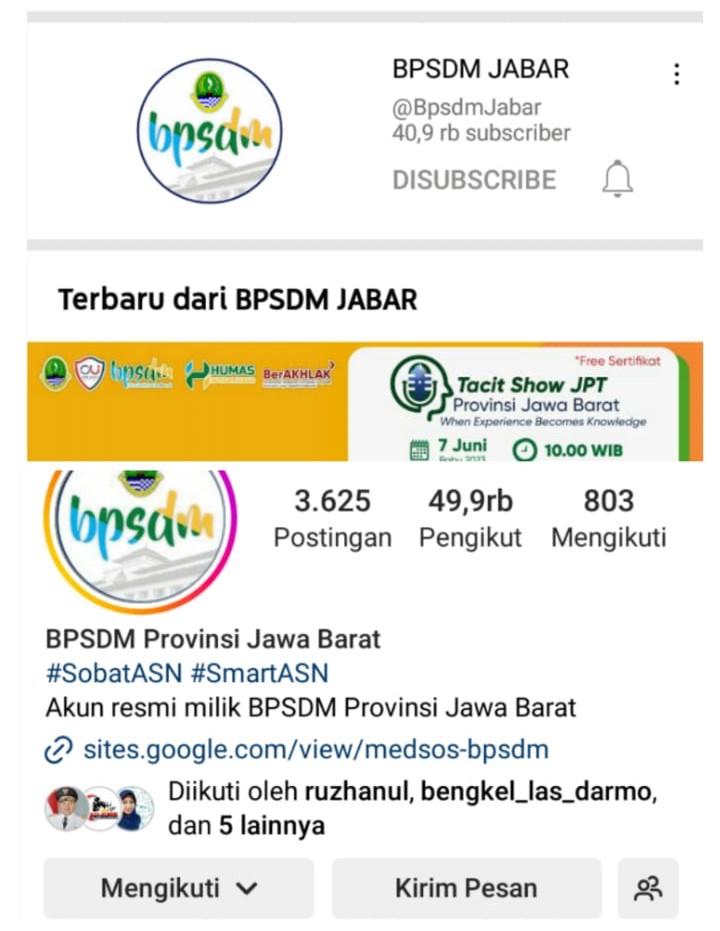 bpsdm
BPSDM JABAR
@BpsdmJabar
40,9 rb subscriber
DISUBSCRIBE
Terbaru dari BPSDM JABAR
bpsdm HUMAS BerAKHLAK
*Free Sertifikat
Tacit Show JPT
Provinsi Jawa Barat
When Experience Becomes Knowledge
7 Juni 10.00 WIB
bpsdm
3.625 49,9rb 803
Postingan Pengikut Mengikuti
BPSDM Provinsi Jawa Barat
#SobatASN #SmartASN
Akun resmi milik BPSDM Provinsi Jawa Barat
sites.google.com/view/medsos-bpsdm
Diikuti oleh ruzhanul, bengkel_las_darmo,
dan 5 lainnya
Mengikuti Kirim Pesan